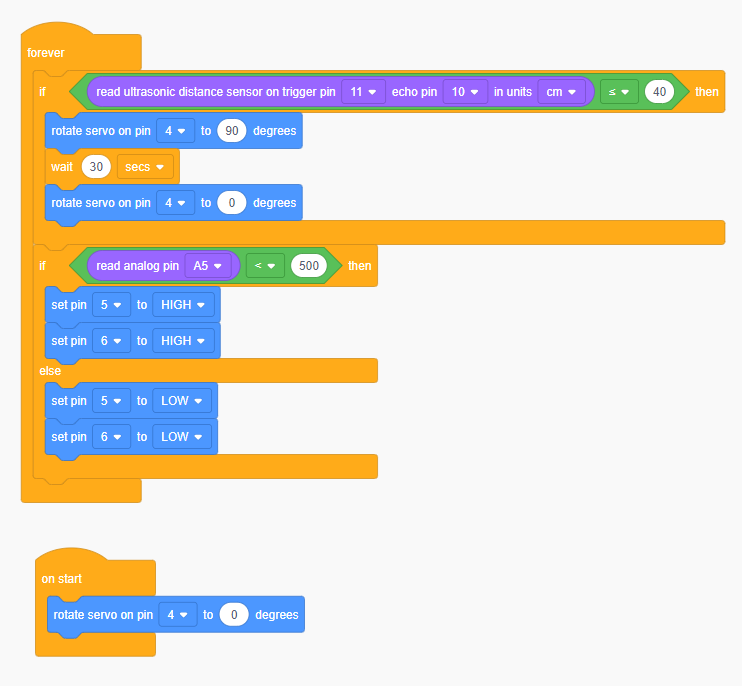 forever
if read ultrasonic distance sensor on trigger pin 11 echo pin 10 in units cm ≤ 40 then
rotate servo on pin 4 to 90 degrees
wait 30 secs
rotate servo on pin 4 to 0 degrees
if read analog pin A5 < 500 then
set pin 5 to HIGH
set pin 6 to HIGH
else
set pin 5 to LOW
set pin 6 to LOW
on start
rotate servo on pin 4 to 0 degrees